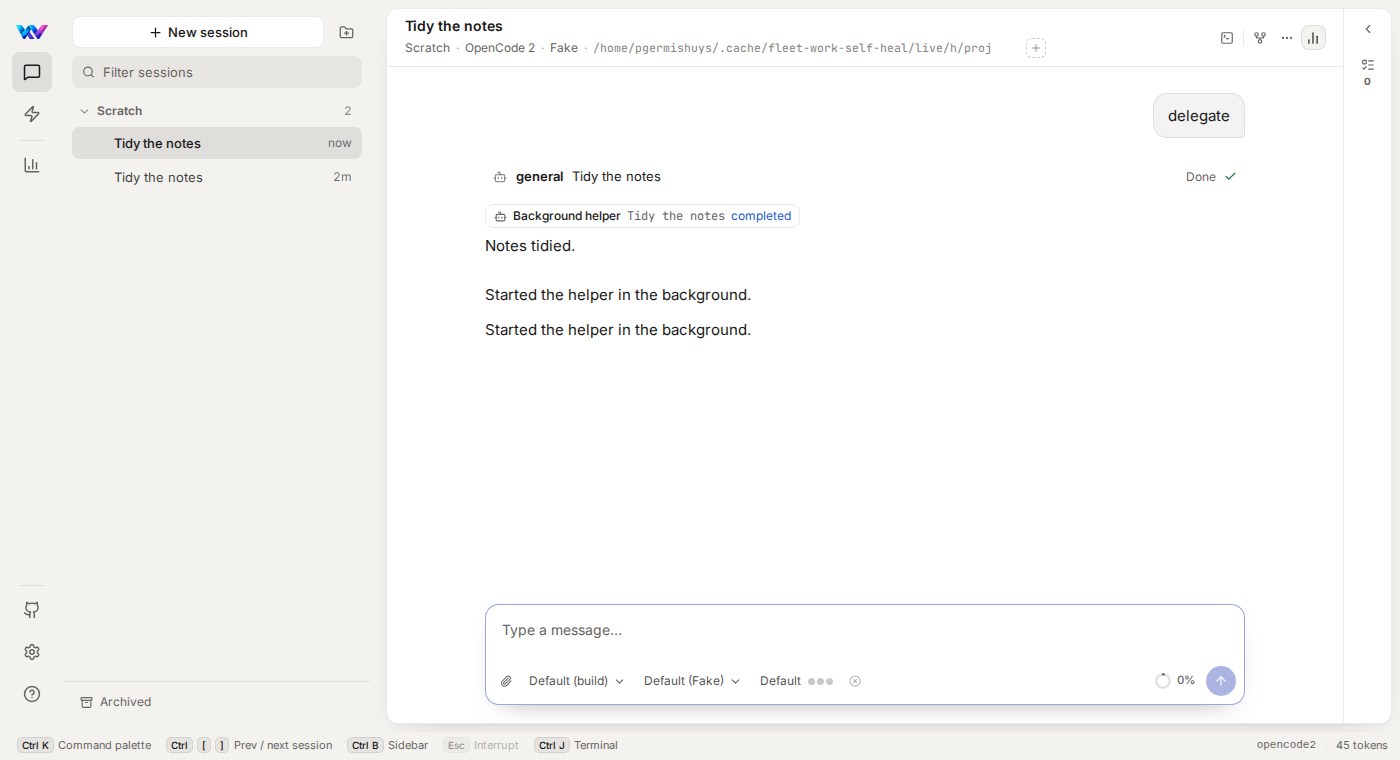 New session
Filter sessions
Scratch 2
Tidy the notes now
Tidy the notes 2m
Archived
Tidy the notes
Scratch · OpenCode 2 · Fake · /home/pgermishuys/.cache/fleet-work-self-heal/live/h/proj
0
delegate
general Tidy the notes Done
Background helper Tidy the notes completed
Notes tidied.
Started the helper in the background.
Started the helper in the background.
Type a message...
Default (build) Default (Fake) Default 0%
Ctrl K Command palette Ctrl [ ] Prev / next session Ctrl B Sidebar Esc Interrupt Ctrl J Terminal opencode2 45 tokens